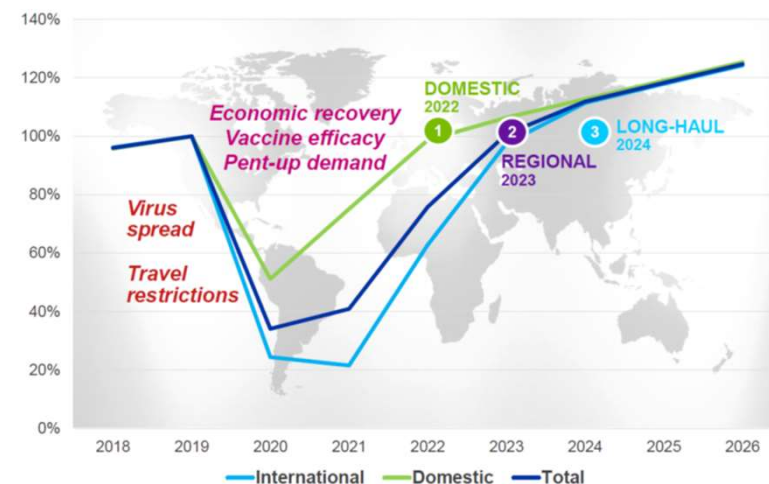 140%
120%
100%
80%
60%
40%
20%
0%
Economic recovery
Vaccine efficacy
Pent-up demand
Virus
spread
Travel
restrictions
DOMESTIC
2022
1
2
REGIONAL
2023
3
LONG-HAUL
2024
2018 2019 2020 2021 2022 2023 2024 2025 2026
International Domestic Total